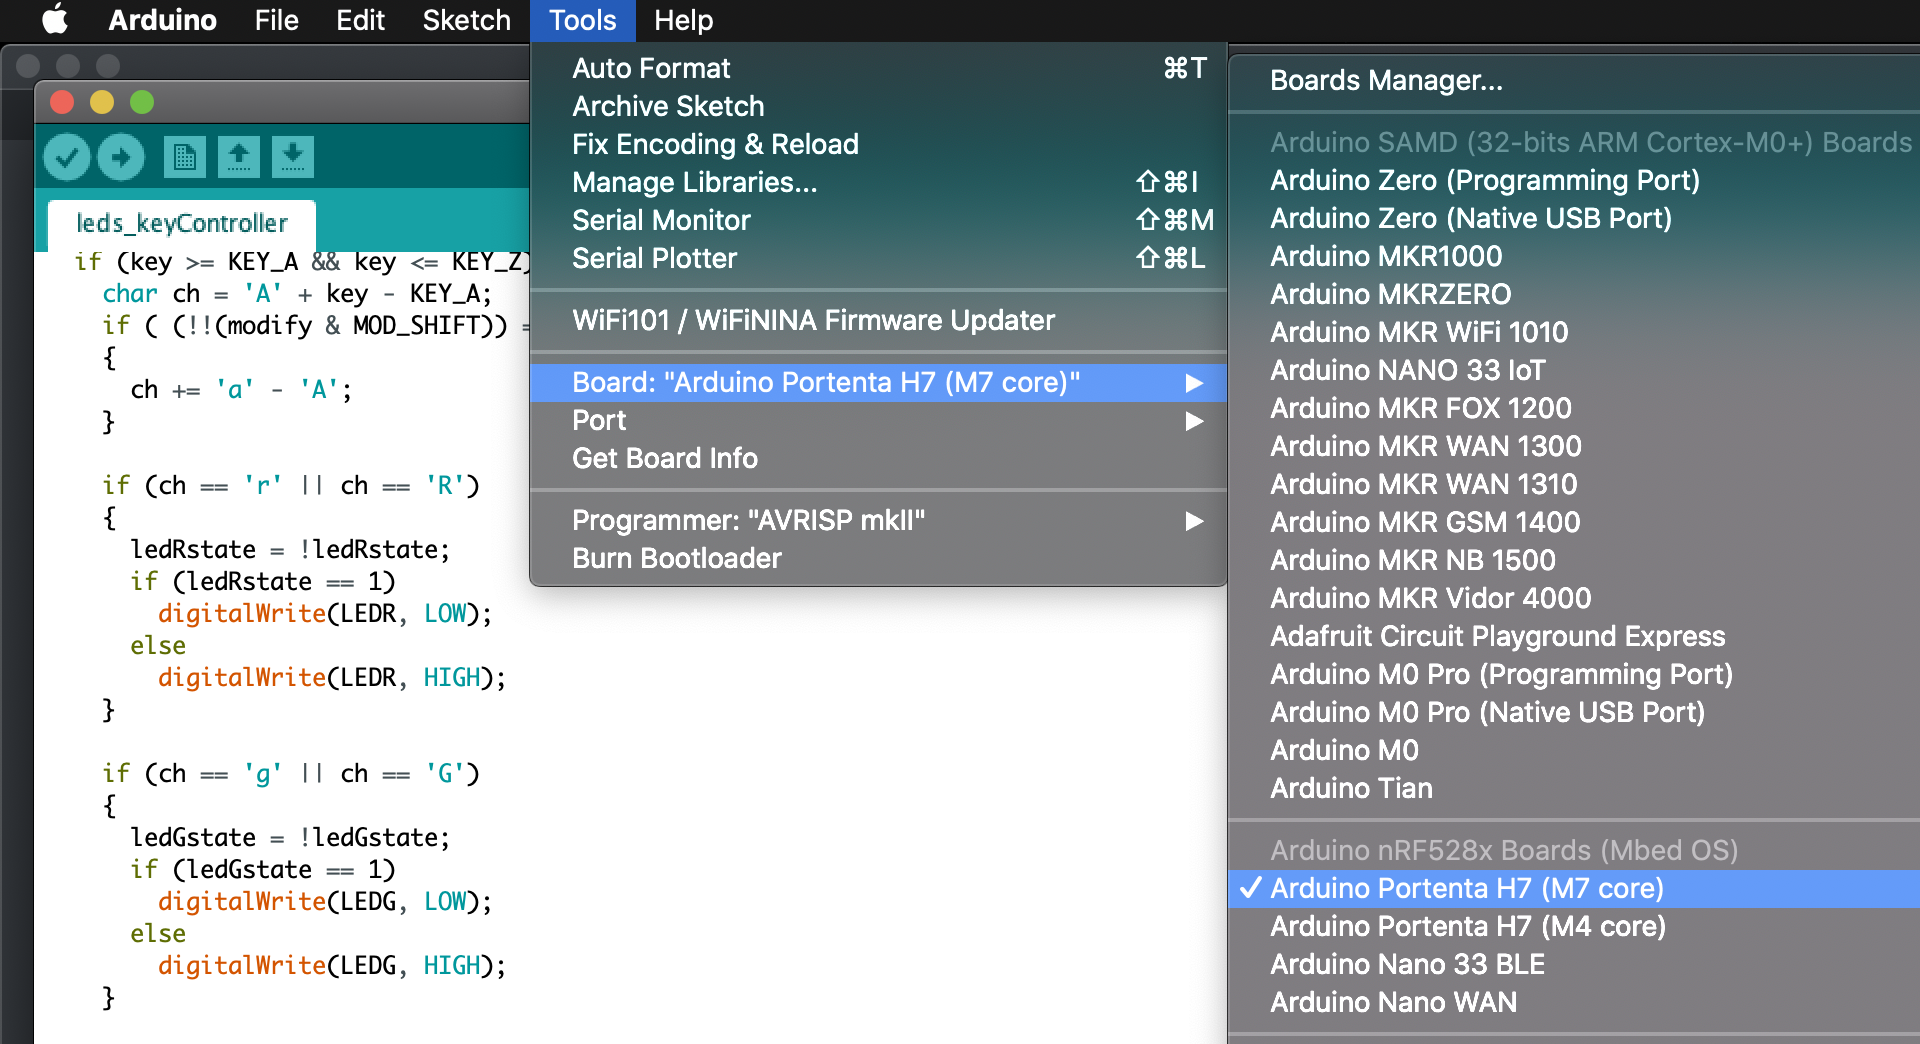 Arduino File Edit Sketch Tools Help
leds_keyController
if (key >= KEY_A && key <= KEY_Z)
char ch = 'A' + key - KEY_A;
if ( (!!(modify & MOD_SHIFT)) =
{
ch += 'a' - 'A';
}
if (ch == 'r' || ch == 'R')
{
ledRstate = !ledRstate;
if (ledRstate == 1)
digitalWrite(LEDR, LOW);
else
digitalWrite(LEDR, HIGH);
}
if (ch == 'g' || ch == 'G')
{
ledGstate = !ledGstate;
if (ledGstate == 1)
digitalWrite(LEDG, LOW);
else
digitalWrite(LEDG, HIGH);
}
Auto Format ⌘T
Archive Sketch
Fix Encoding & Reload
Manage Libraries... ⇧⌘I
Serial Monitor ⇧⌘M
Serial Plotter ⇧⌘L
WiFi101 / WiFiNINA Firmware Updater
Board: "Arduino Portenta H7 (M7 core)"
Port
Get Board Info
Programmer: "AVRISP mkII"
Burn Bootloader
Boards Manager...
Arduino SAMD (32-bits ARM Cortex-M0+) Boards
Arduino Zero (Programming Port)
Arduino Zero (Native USB Port)
Arduino MKR1000
Arduino MKRZERO
Arduino MKR WiFi 1010
Arduino NANO 33 IoT
Arduino MKR FOX 1200
Arduino MKR WAN 1300
Arduino MKR WAN 1310
Arduino MKR GSM 1400
Arduino MKR NB 1500
Arduino MKR Vidor 4000
Adafruit Circuit Playground Express
Arduino M0 Pro (Programming Port)
Arduino M0 Pro (Native USB Port)
Arduino M0
Arduino Tian
Arduino nRF528x Boards (Mbed OS)
✓ Arduino Portenta H7 (M7 core)
Arduino Portenta H7 (M4 core)
Arduino Nano 33 BLE
Arduino Nano WAN